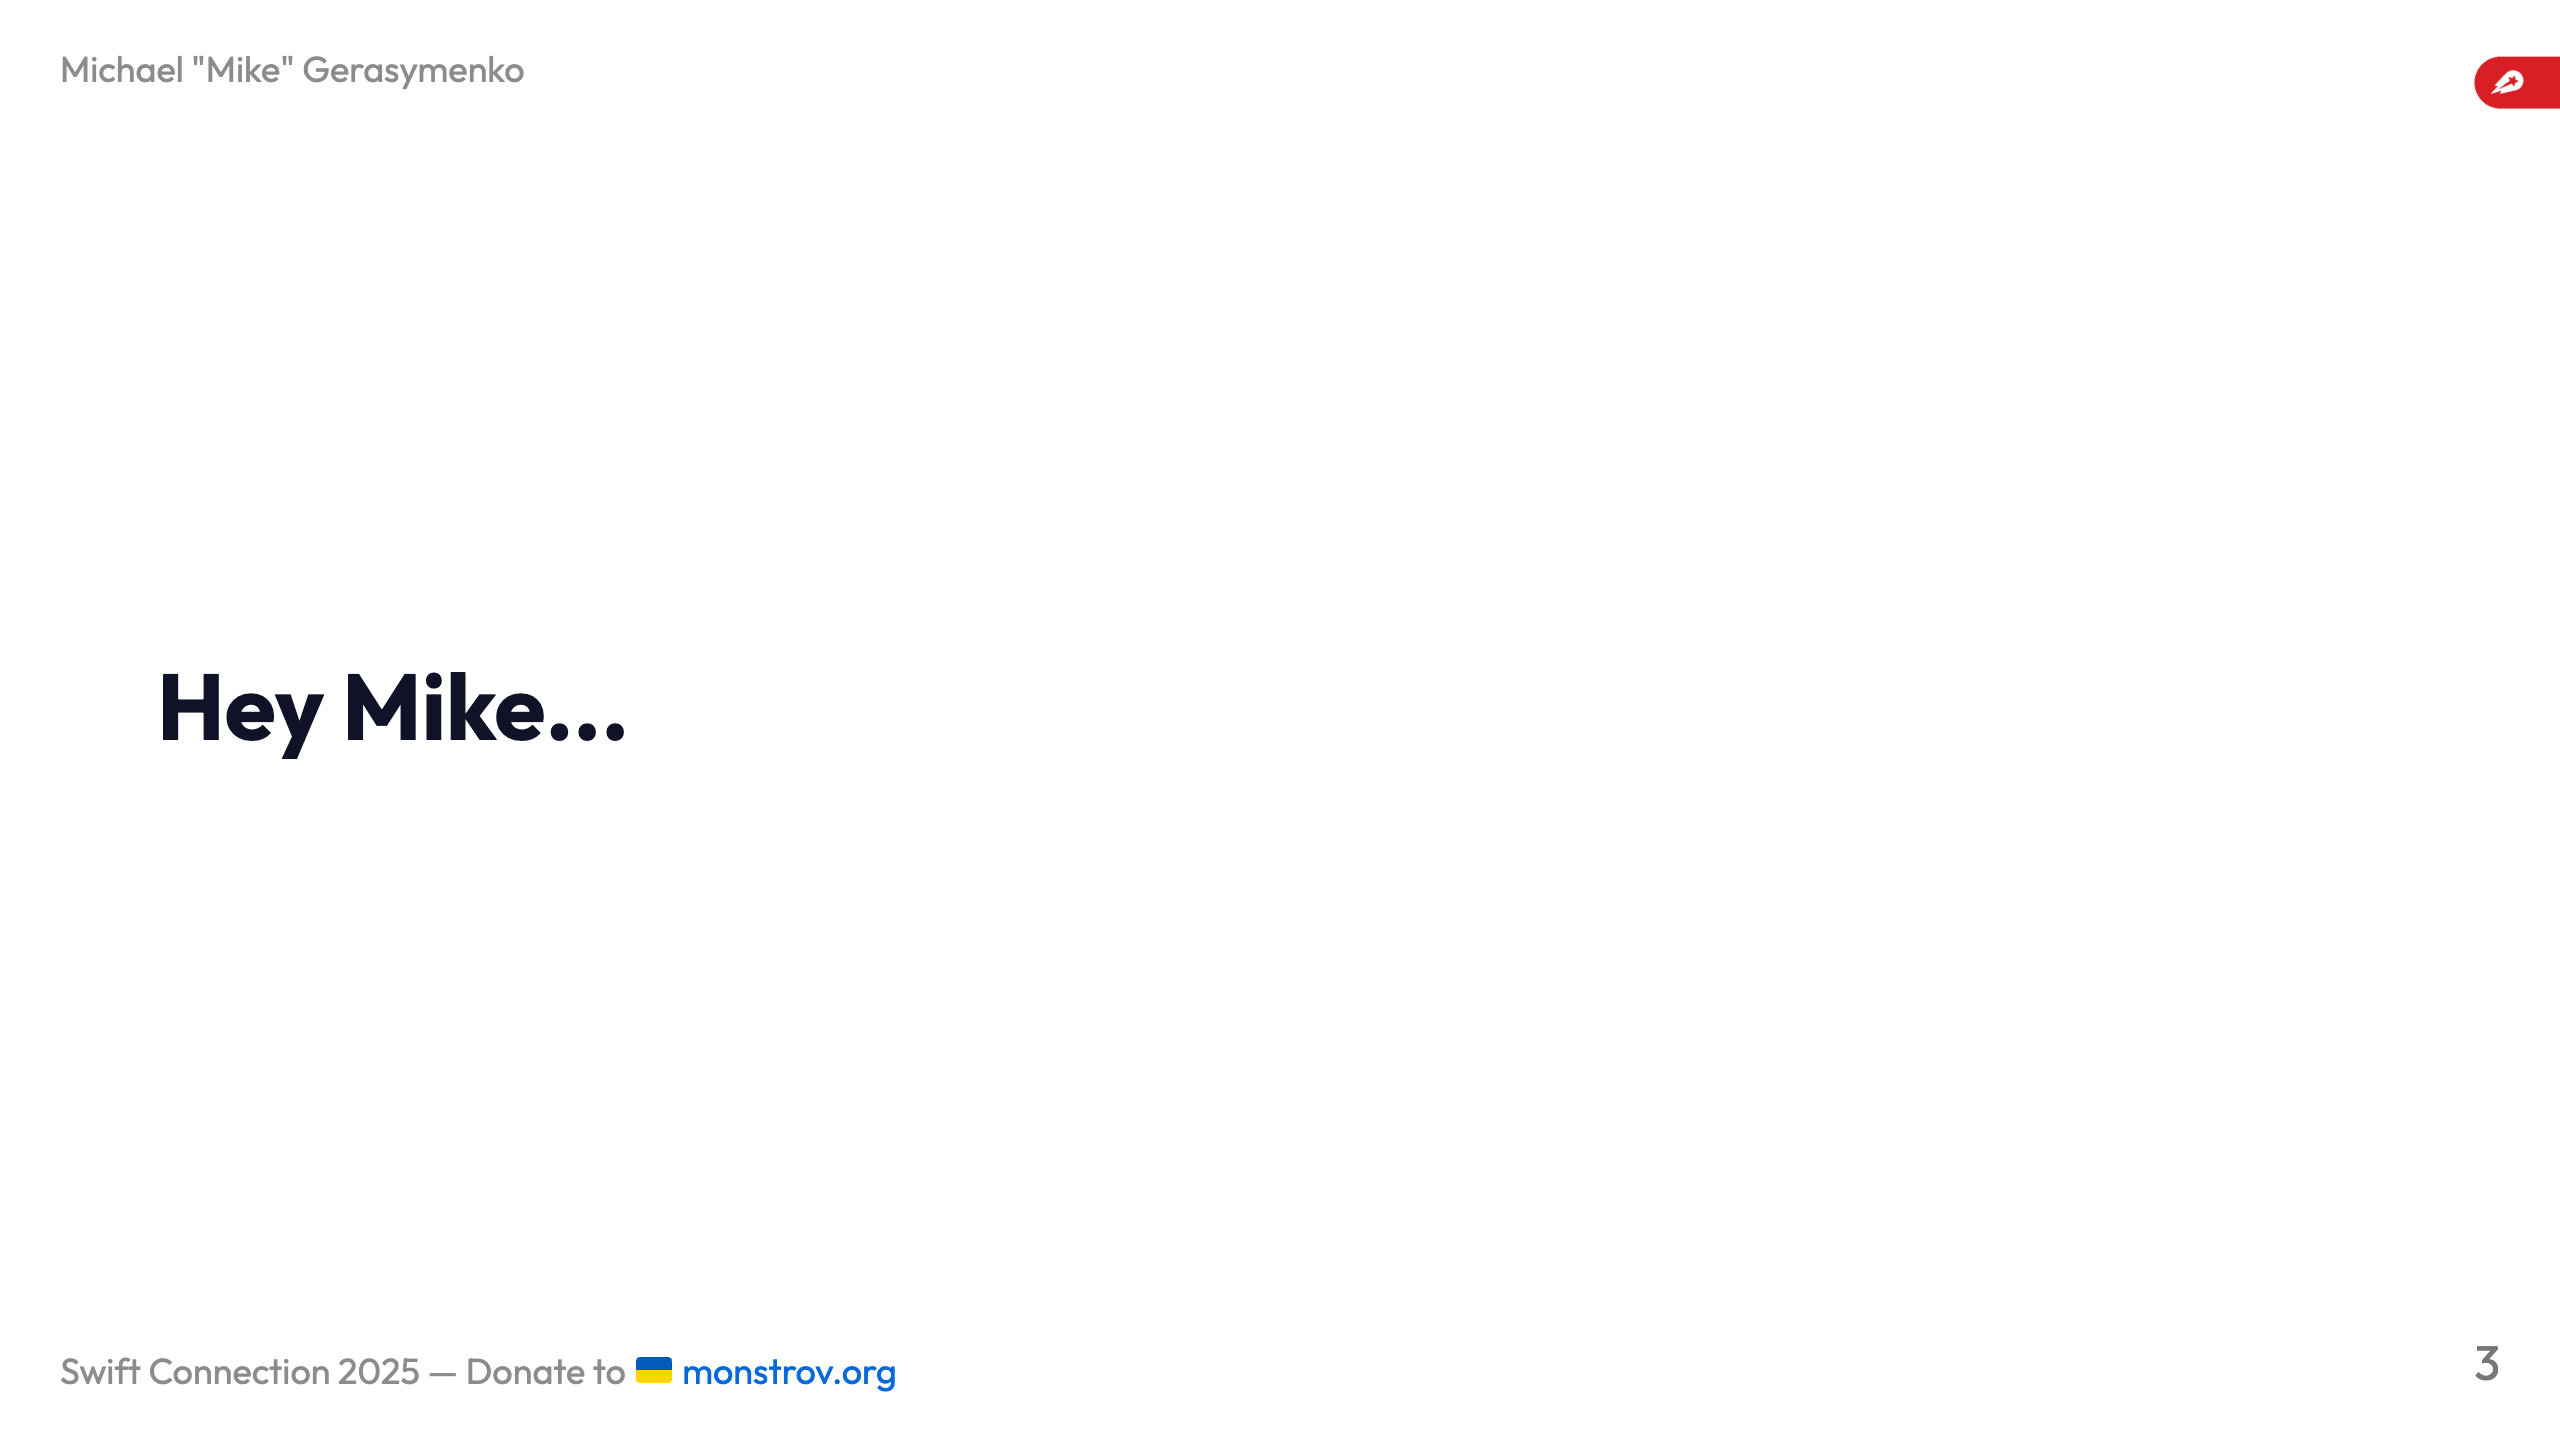 Michael "Mike" Gerasymenko
Hey Mike...
Swift Connection 2025 — Donate to 🇺🇦 monstrov.org
3